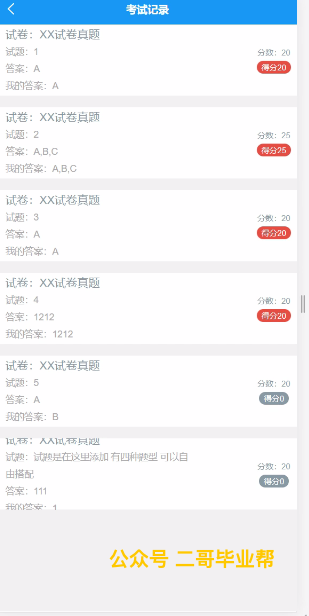 考试记录
试卷：XX试卷真题
试题：1
分数：20
答案：A
得分20
我的答案：A
试卷：XX试卷真题
试题：2
分数：25
答案：A,B,C
得分25
我的答案：A,B,C
试卷：XX试卷真题
试题：3
分数：20
答案：A
得分20
我的答案：A
试卷：XX试卷真题
试题：4
分数：20
答案：1212
得分20
我的答案：1212
试卷：XX试卷真题
试题：5
分数：20
答案：A
得分0
我的答案：B
试卷：XX试卷真题
试题：试题是在这里添加 有四种题型 可以自
由搭配
分数：20
得分0
答案：111
我的答案：1
公众号 二哥毕业帮